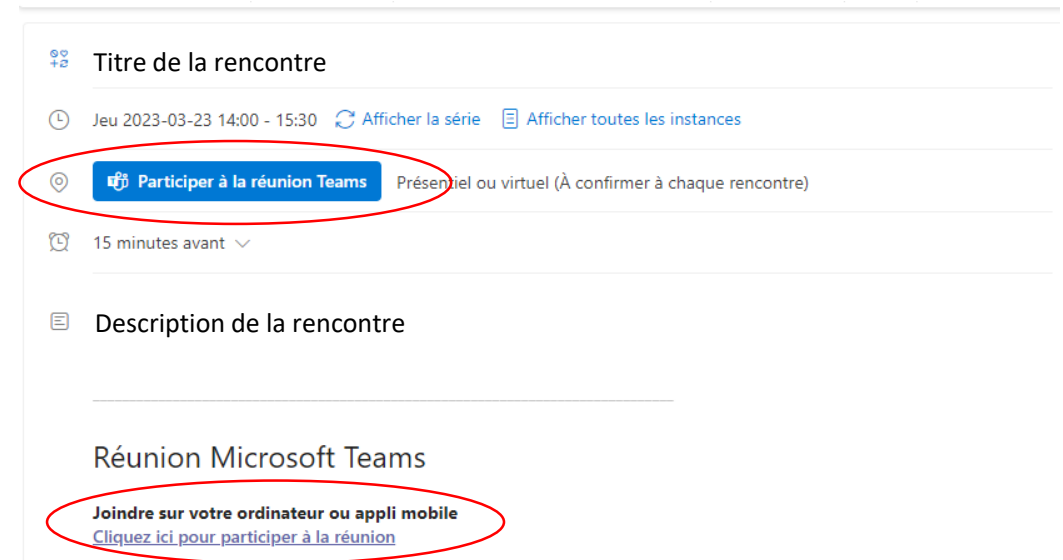 Titre de la rencontre
Jeu 2023-03-23 14:00 - 15:30 Afficher la série Afficher toutes les instances
Participer à la réunion Teams Présentiel ou virtuel (À confirmer à chaque rencontre)
15 minutes avant
Description de la rencontre
Réunion Microsoft Teams
Joindre sur votre ordinateur ou appli mobile
Cliquez ici pour participer à la réunion